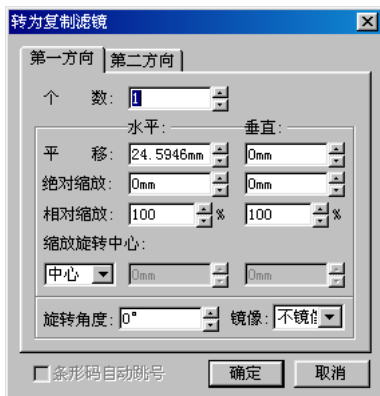 转为复制滤镜
第一方向 第二方向
个 数: 1
水平: 垂直:
平 移: 24.5946mm 0mm
绝对缩放: 0mm 0mm
相对缩放: 100 % 100 %
缩放旋转中心:
中心 0mm 0mm
旋转角度: 0° 镜像: 不镜
条形码自动跳号 确定 取消